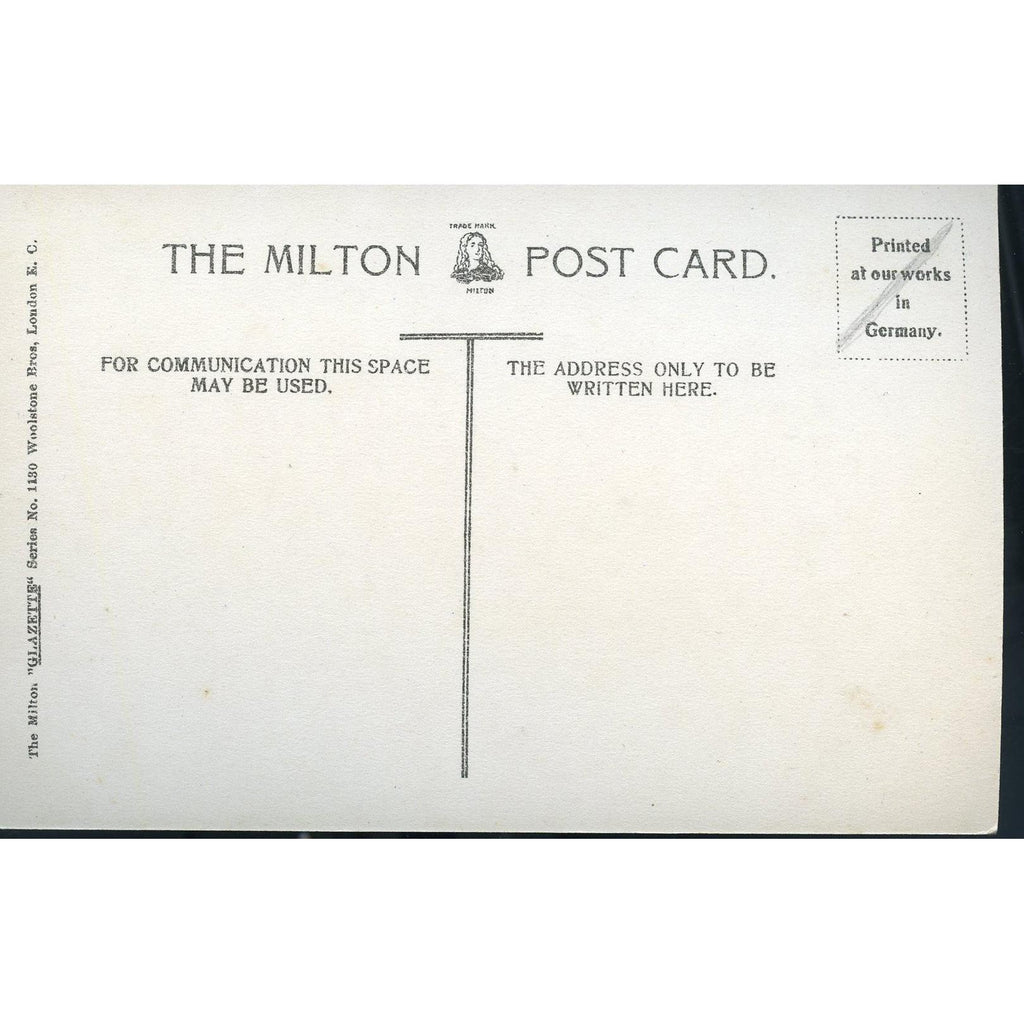 THE MILTON POST CARD.
TRADE MARK
MILTON
Printed
at our works
in
Germany.
FOR COMMUNICATION THIS SPACE
MAY BE USED.
THE ADDRESS ONLY TO BE
WRITTEN HERE.
The Milton "GLAZETTE“ Series No. 1130 Woolstone Bros, London E. C.